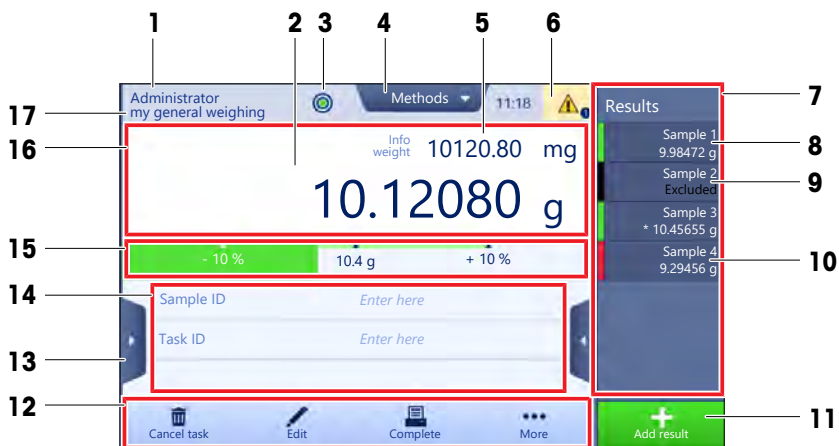 1 2 3 4 5 6
Administrator
my general weighing
Methods
11:18
Results
7
17
16
Info
weight
10120.80 mg
10.12080 g
Sample 1
9.98472 g
8
Sample 2
Excluded
9
Sample 3
* 10.45655 g
Sample 4
9.29456 g
10
15
- 10 % 10.4 g + 10 %
14
Sample ID Enter here
Task ID Enter here
13
12
Cancel task Edit Complete More
Add result
11